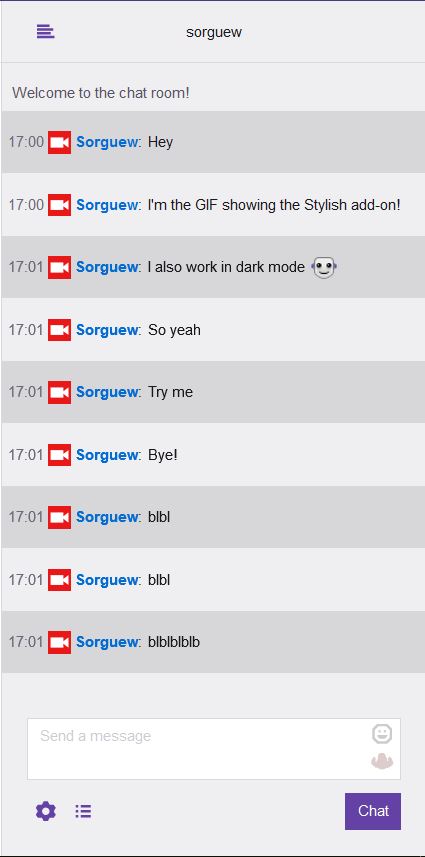 sorguew
Welcome to the chat room!
17:00 Sorguew: Hey
17:00 Sorguew: I'm the GIF showing the Stylish add-on!
17:01 Sorguew: I also work in dark mode
17:01 Sorguew: So yeah
17:01 Sorguew: Try me
17:01 Sorguew: Bye!
17:01 Sorguew: blbl
17:01 Sorguew: blbl
17:01 Sorguew: blblblblb
Send a message
Chat